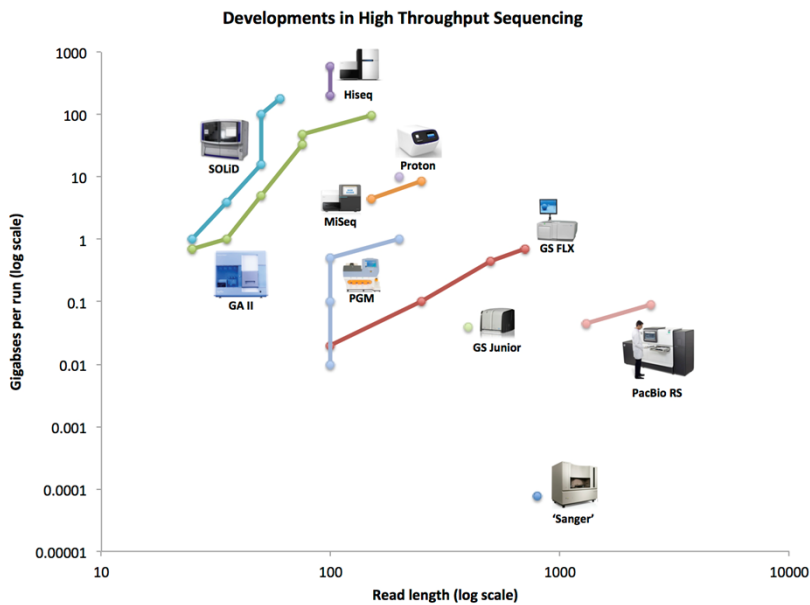 Developments in High Throughput Sequencing
Gigabses per run (log scale)
1000
100
10
1
0.1
0.01
0.001
0.0001
0.00001
Hiseq
SOLiD
Proton
MiSeq
GS FLX
GA II
PGM
GS Junior
PacBio RS
‘Sanger’
10
100
1000
10000
Read length (log scale)